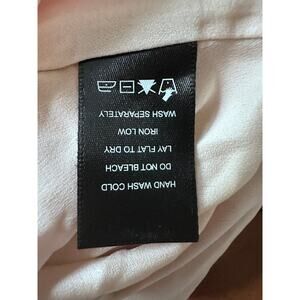 HAND WASH COLD
DO NOT BLEACH
LAY FLAT TO DRY
IRON LOW
WASH SEPARATELY